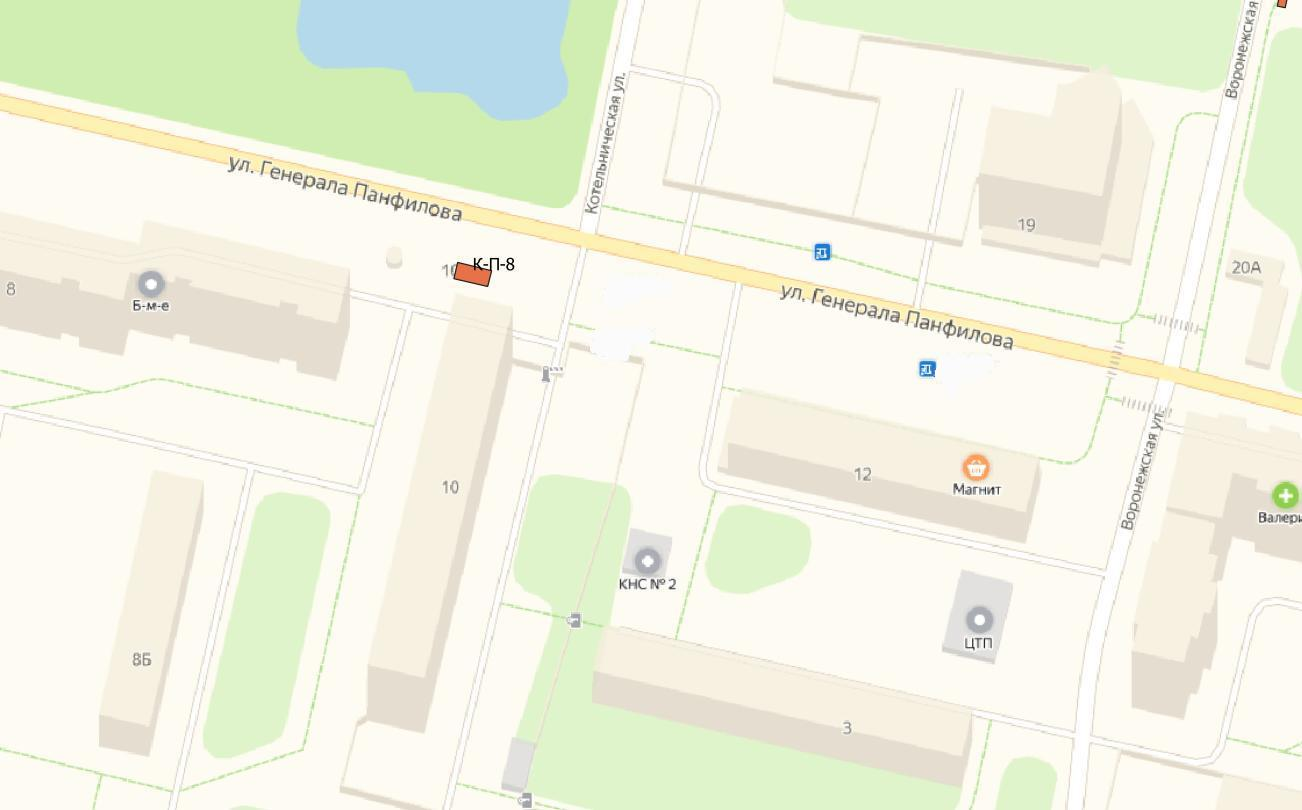 Воронежская
Котельническая ул.
ул. Генерала Панфилова
19
20А
К-П-8
8
Б-м-е
ул. Генерала Панфилова
Воронежская ул.
12
Магнит
10
Валери
КНС № 2
ЦТП
8Б
3